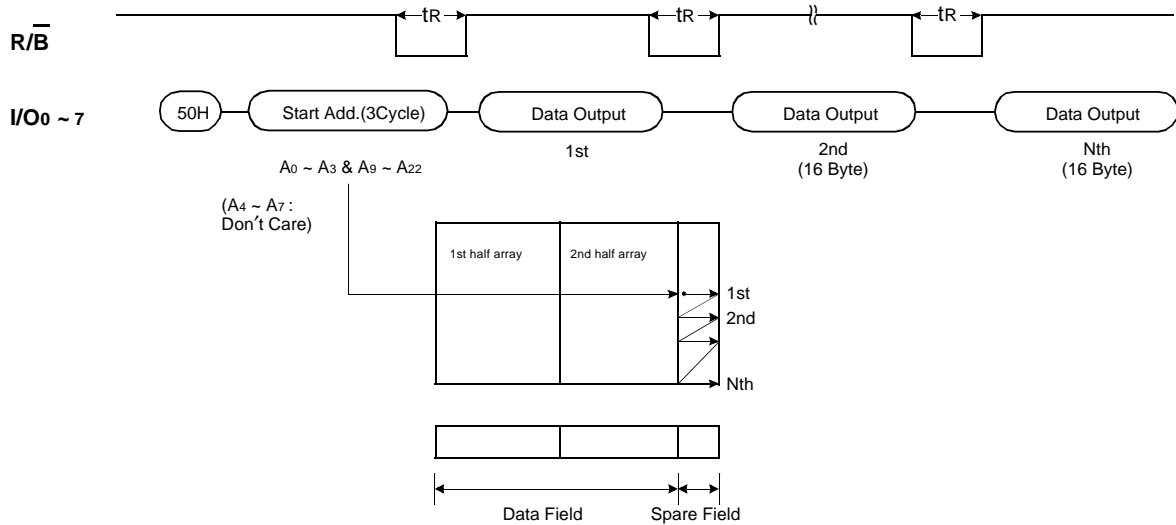 tR tR tR
R/B
I/O0 ~ 7 50H Start Add.(3Cycle) Data Output Data Output Data Output
1st 2nd Nth
(16 Byte) (16 Byte)
A0 ~ A3 & A9 ~ A22
(A4 ~ A7 :
Don′t Care)
1st half array 2nd half array
1st
2nd
Nth
Data Field Spare Field